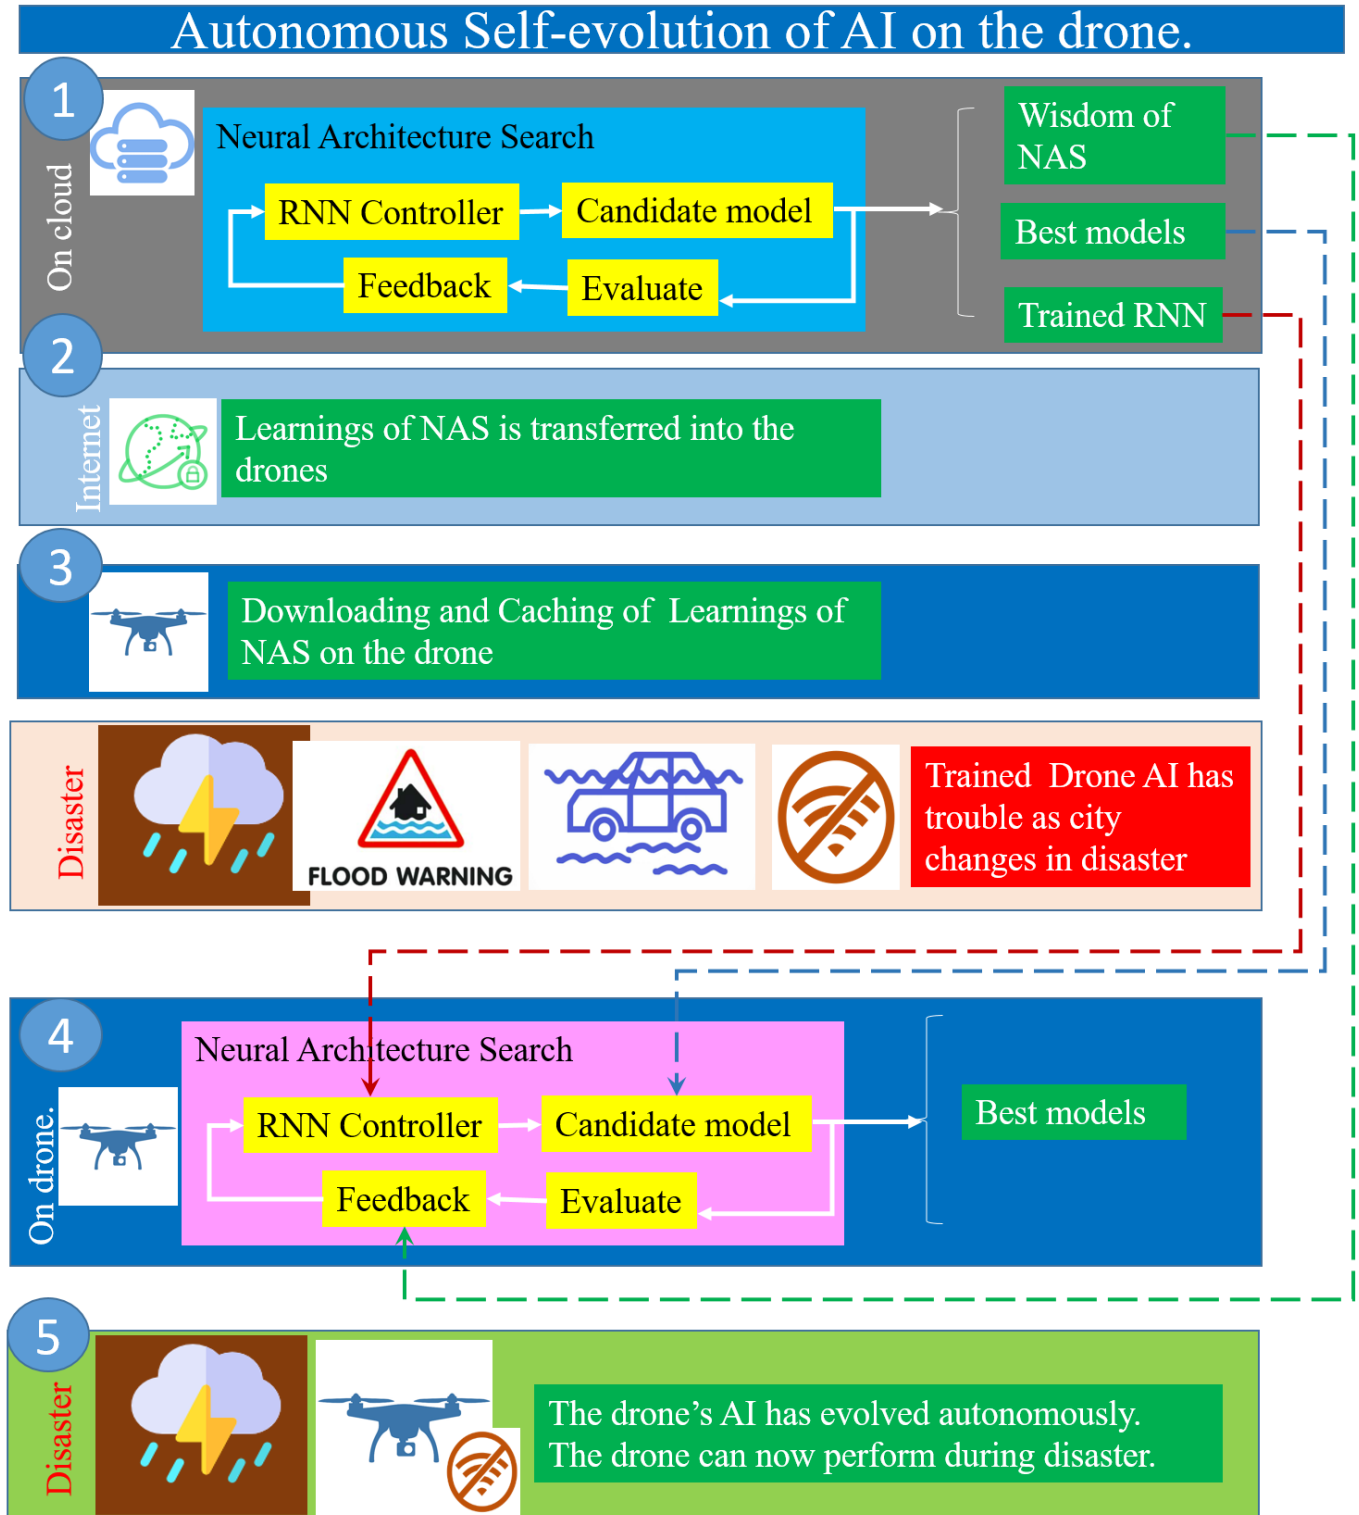 Autonomous Self-evolution of AI on the drone.
1
On cloud
Neural Architecture Search
RNN Controller
Candidate model
Feedback
Evaluate
Wisdom of
NAS
Best models
Trained RNN
2
Internet
Learnings of NAS is transferred into the
drones
3
Downloading and Caching of Learnings of
NAS on the drone
Disaster
FLOOD WARNING
Trained Drone AI has
trouble as city
changes in disaster
4
On drone.
Neural Architecture Search
RNN Controller
Candidate model
Feedback
Evaluate
Best models
5
Disaster
The drone’s AI has evolved autonomously.
The drone can now perform during disaster.